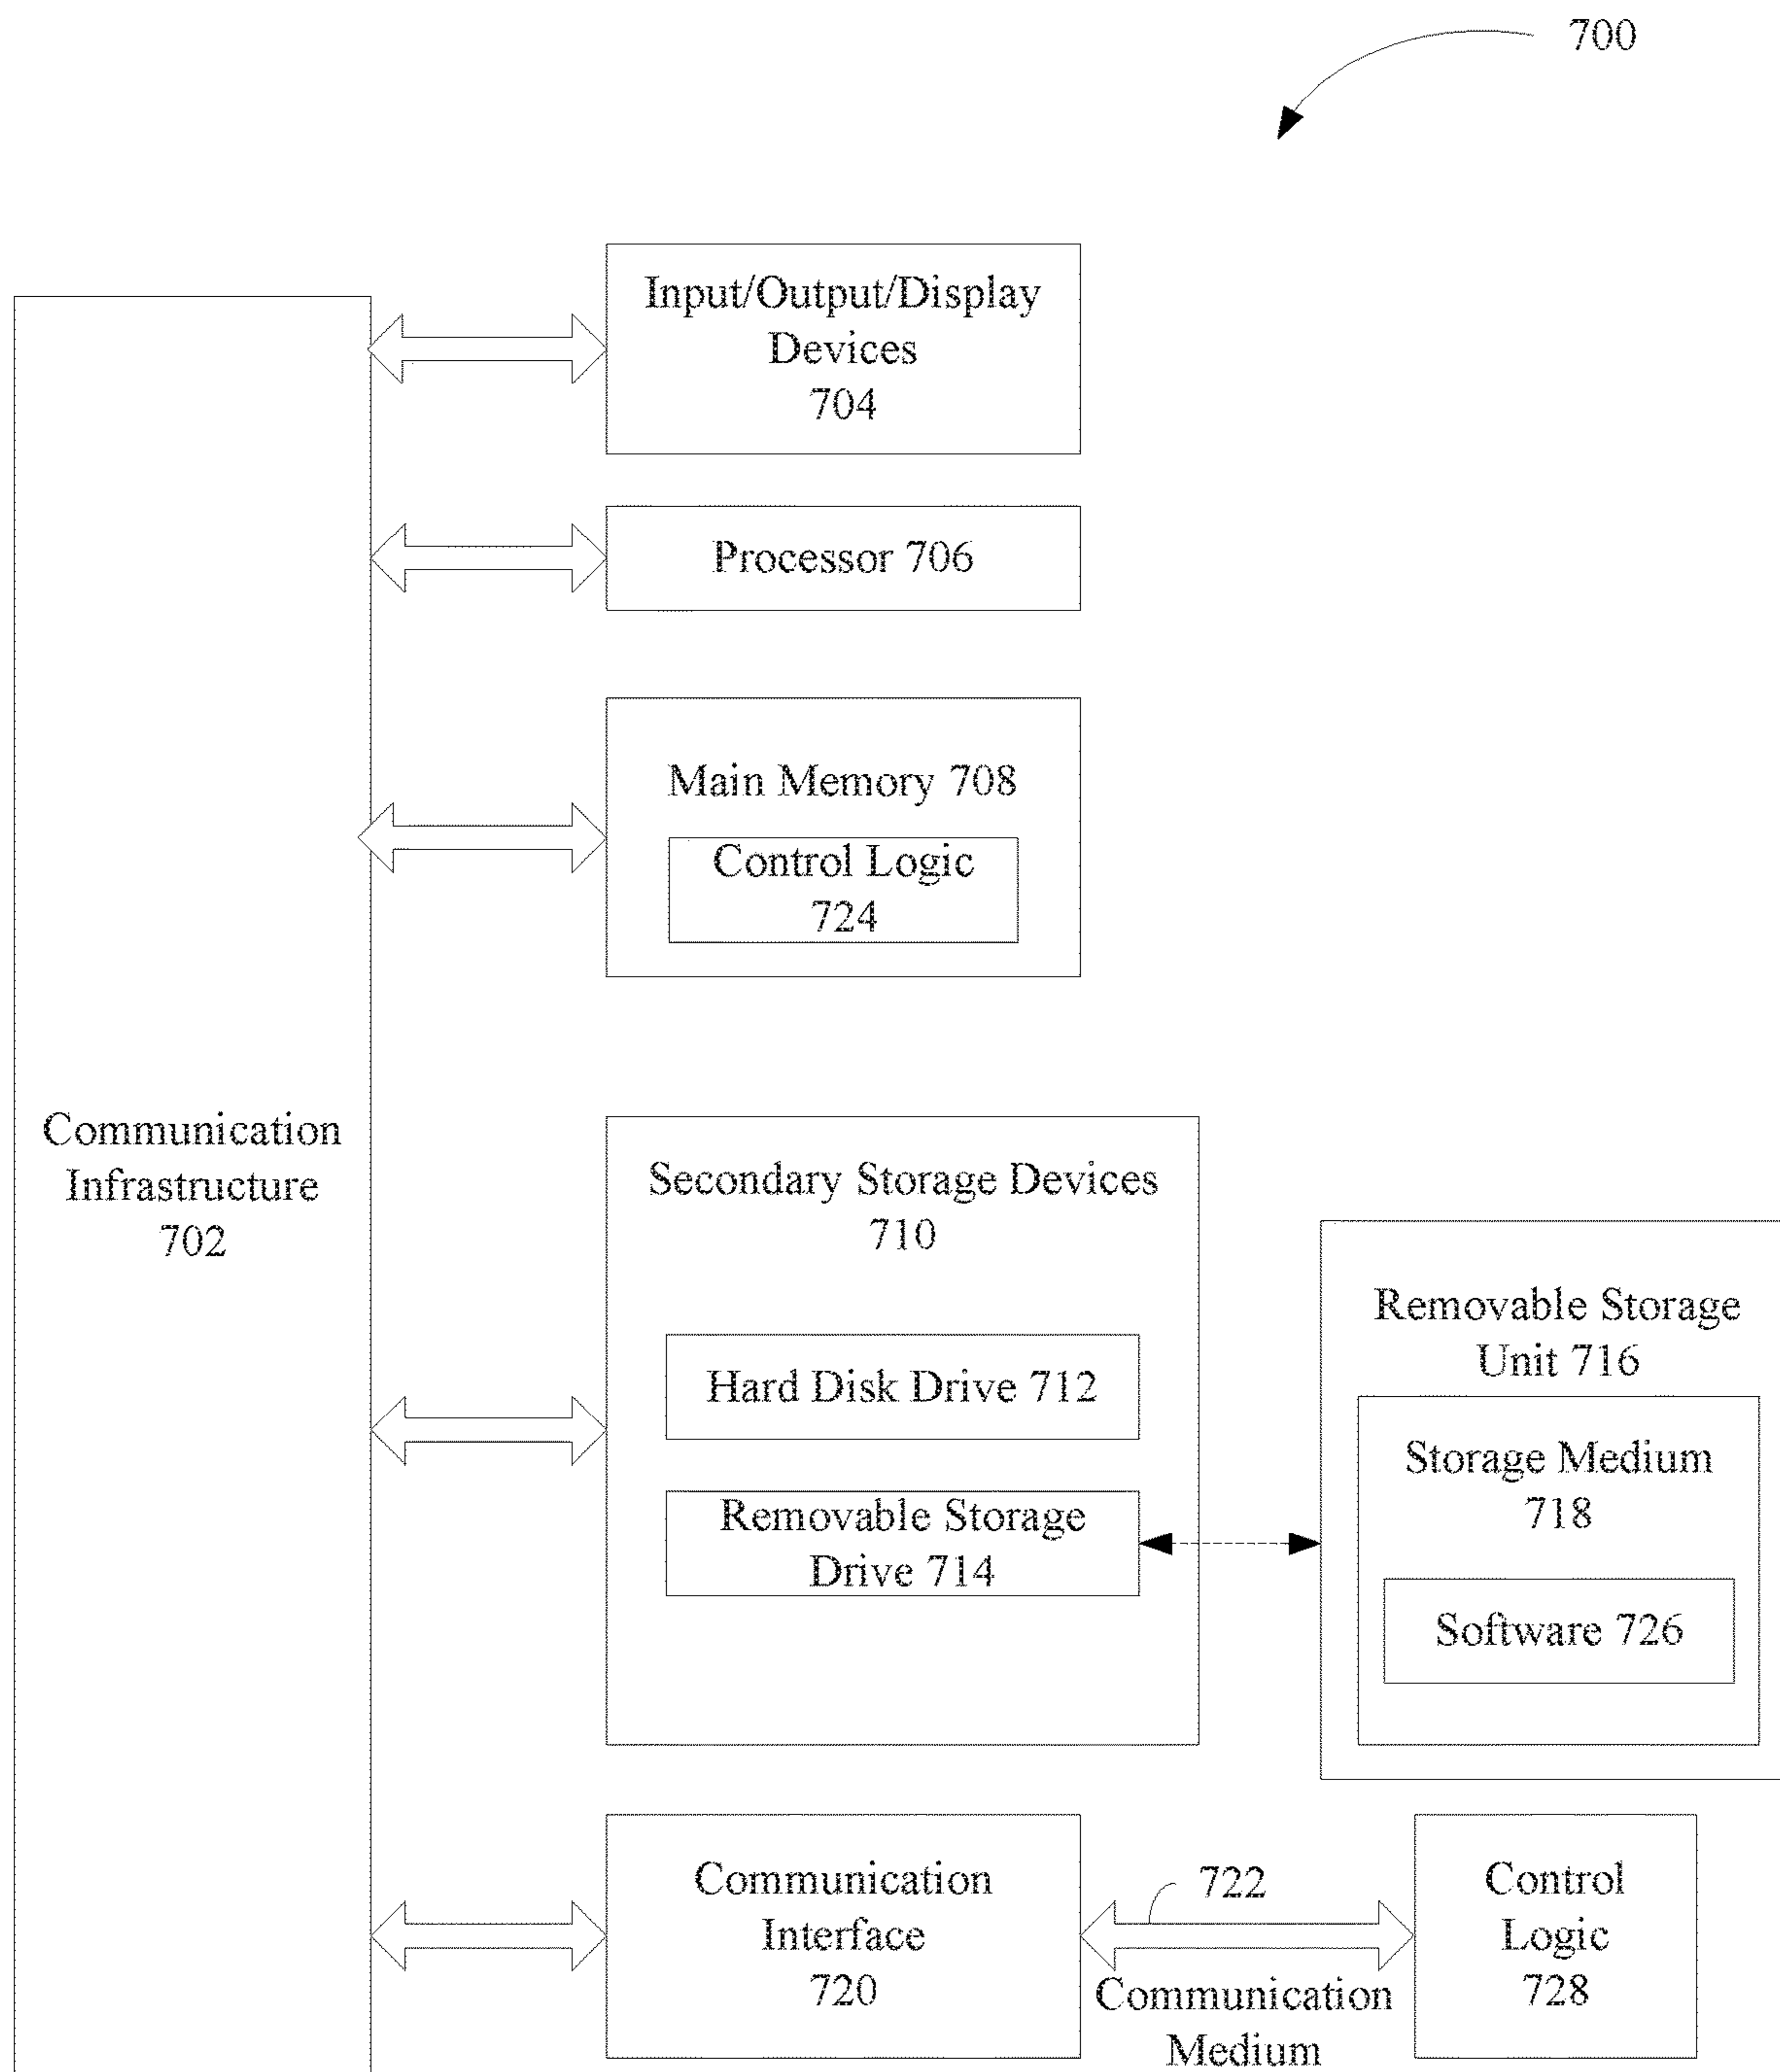 700
Input/Output/Display
Devices
704
Processor 706
Main Memory 708
Control Logic
724
Communication
Infrastructure
702
Secondary Storage Devices
710
Hard Disk Drive 712
Removable Storage
Drive 714
Removable Storage
Unit 716
Storage Medium
718
Software 726
Communication
Interface
720
722
Communication
Medium
Control
Logic
728